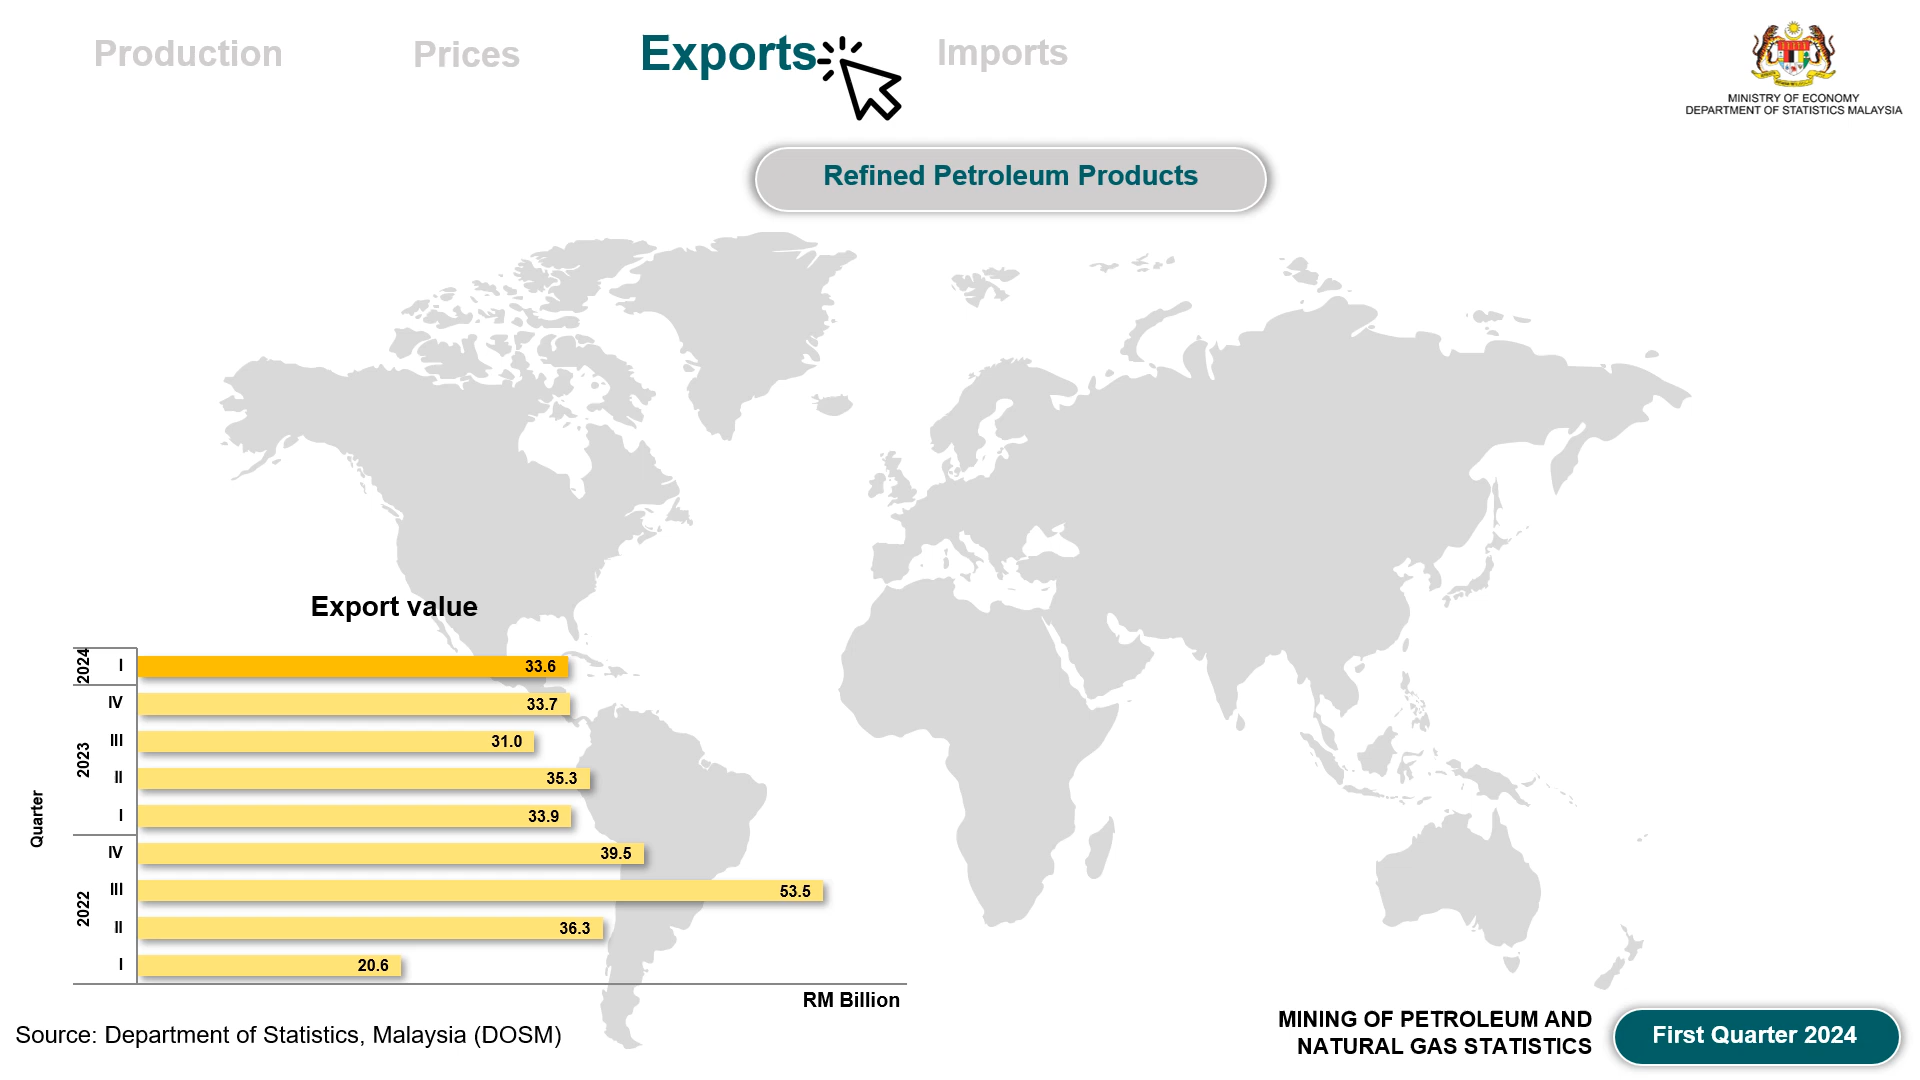 Production
Prices
Exports
Imports
MINISTRY OF ECONOMY
DEPARTMENT OF STATISTICS MALAYSIA
Refined Petroleum Products
Export value
Quarter
2024
I 33.6
2023
IV 33.7
III 31.0
II 35.3
I 33.9
2022
IV 39.5
III 53.5
II 36.3
I 20.6
RM Billion
Source: Department of Statistics, Malaysia (DOSM)
MINING OF PETROLEUM AND
NATURAL GAS STATISTICS
First Quarter 2024